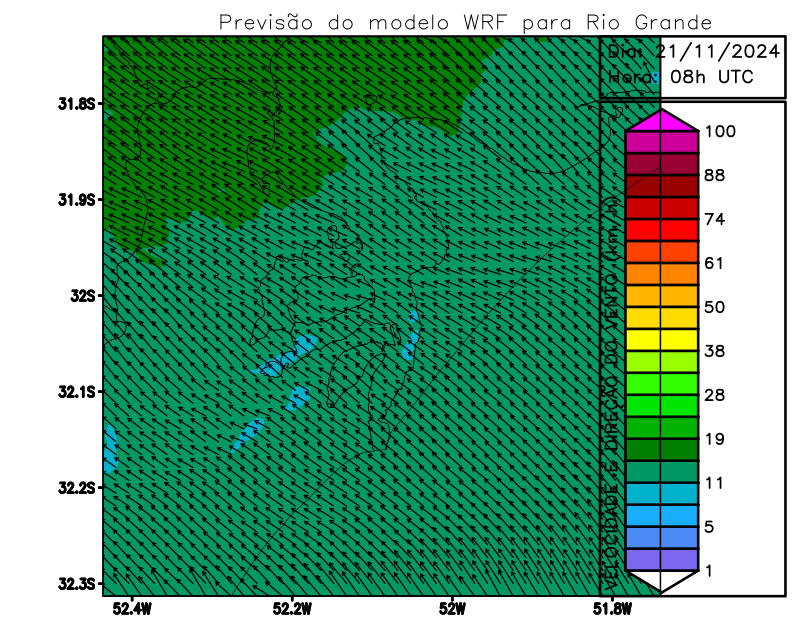 Previsão do modelo WRF para Rio Grande
Dia: 21/11/2024
Hora: 08h UTC
31.8S
31.9S
32S
32.1S
32.2S
32.3S
52.4W
52.2W
52W
51.8W
VELOCIDADE E DIREÇÃO DO VENTO (km/h)
100
88
74
61
50
38
28
19
11
5
1